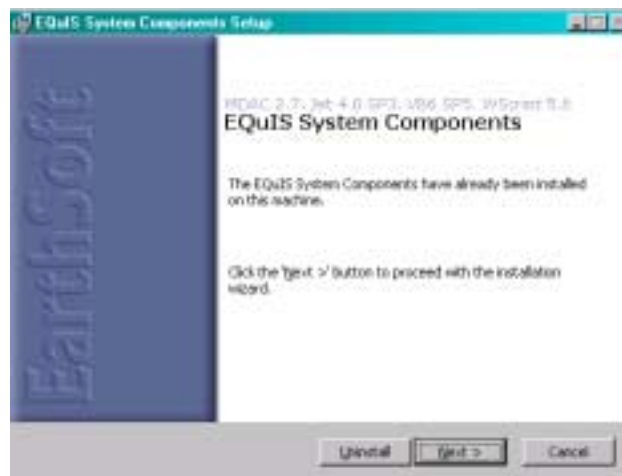 EQuIS System Components Setup
MDAC 2.7, Jet 4.0 SP3, VB6 SP5, WScript 5.6
EQuIS System Components
The EQuIS System Components have already been installed
on this machine.
Click the 'Next >' button to proceed with the installation
wizard.
EarthSoft
Uninstall
Next >
Cancel